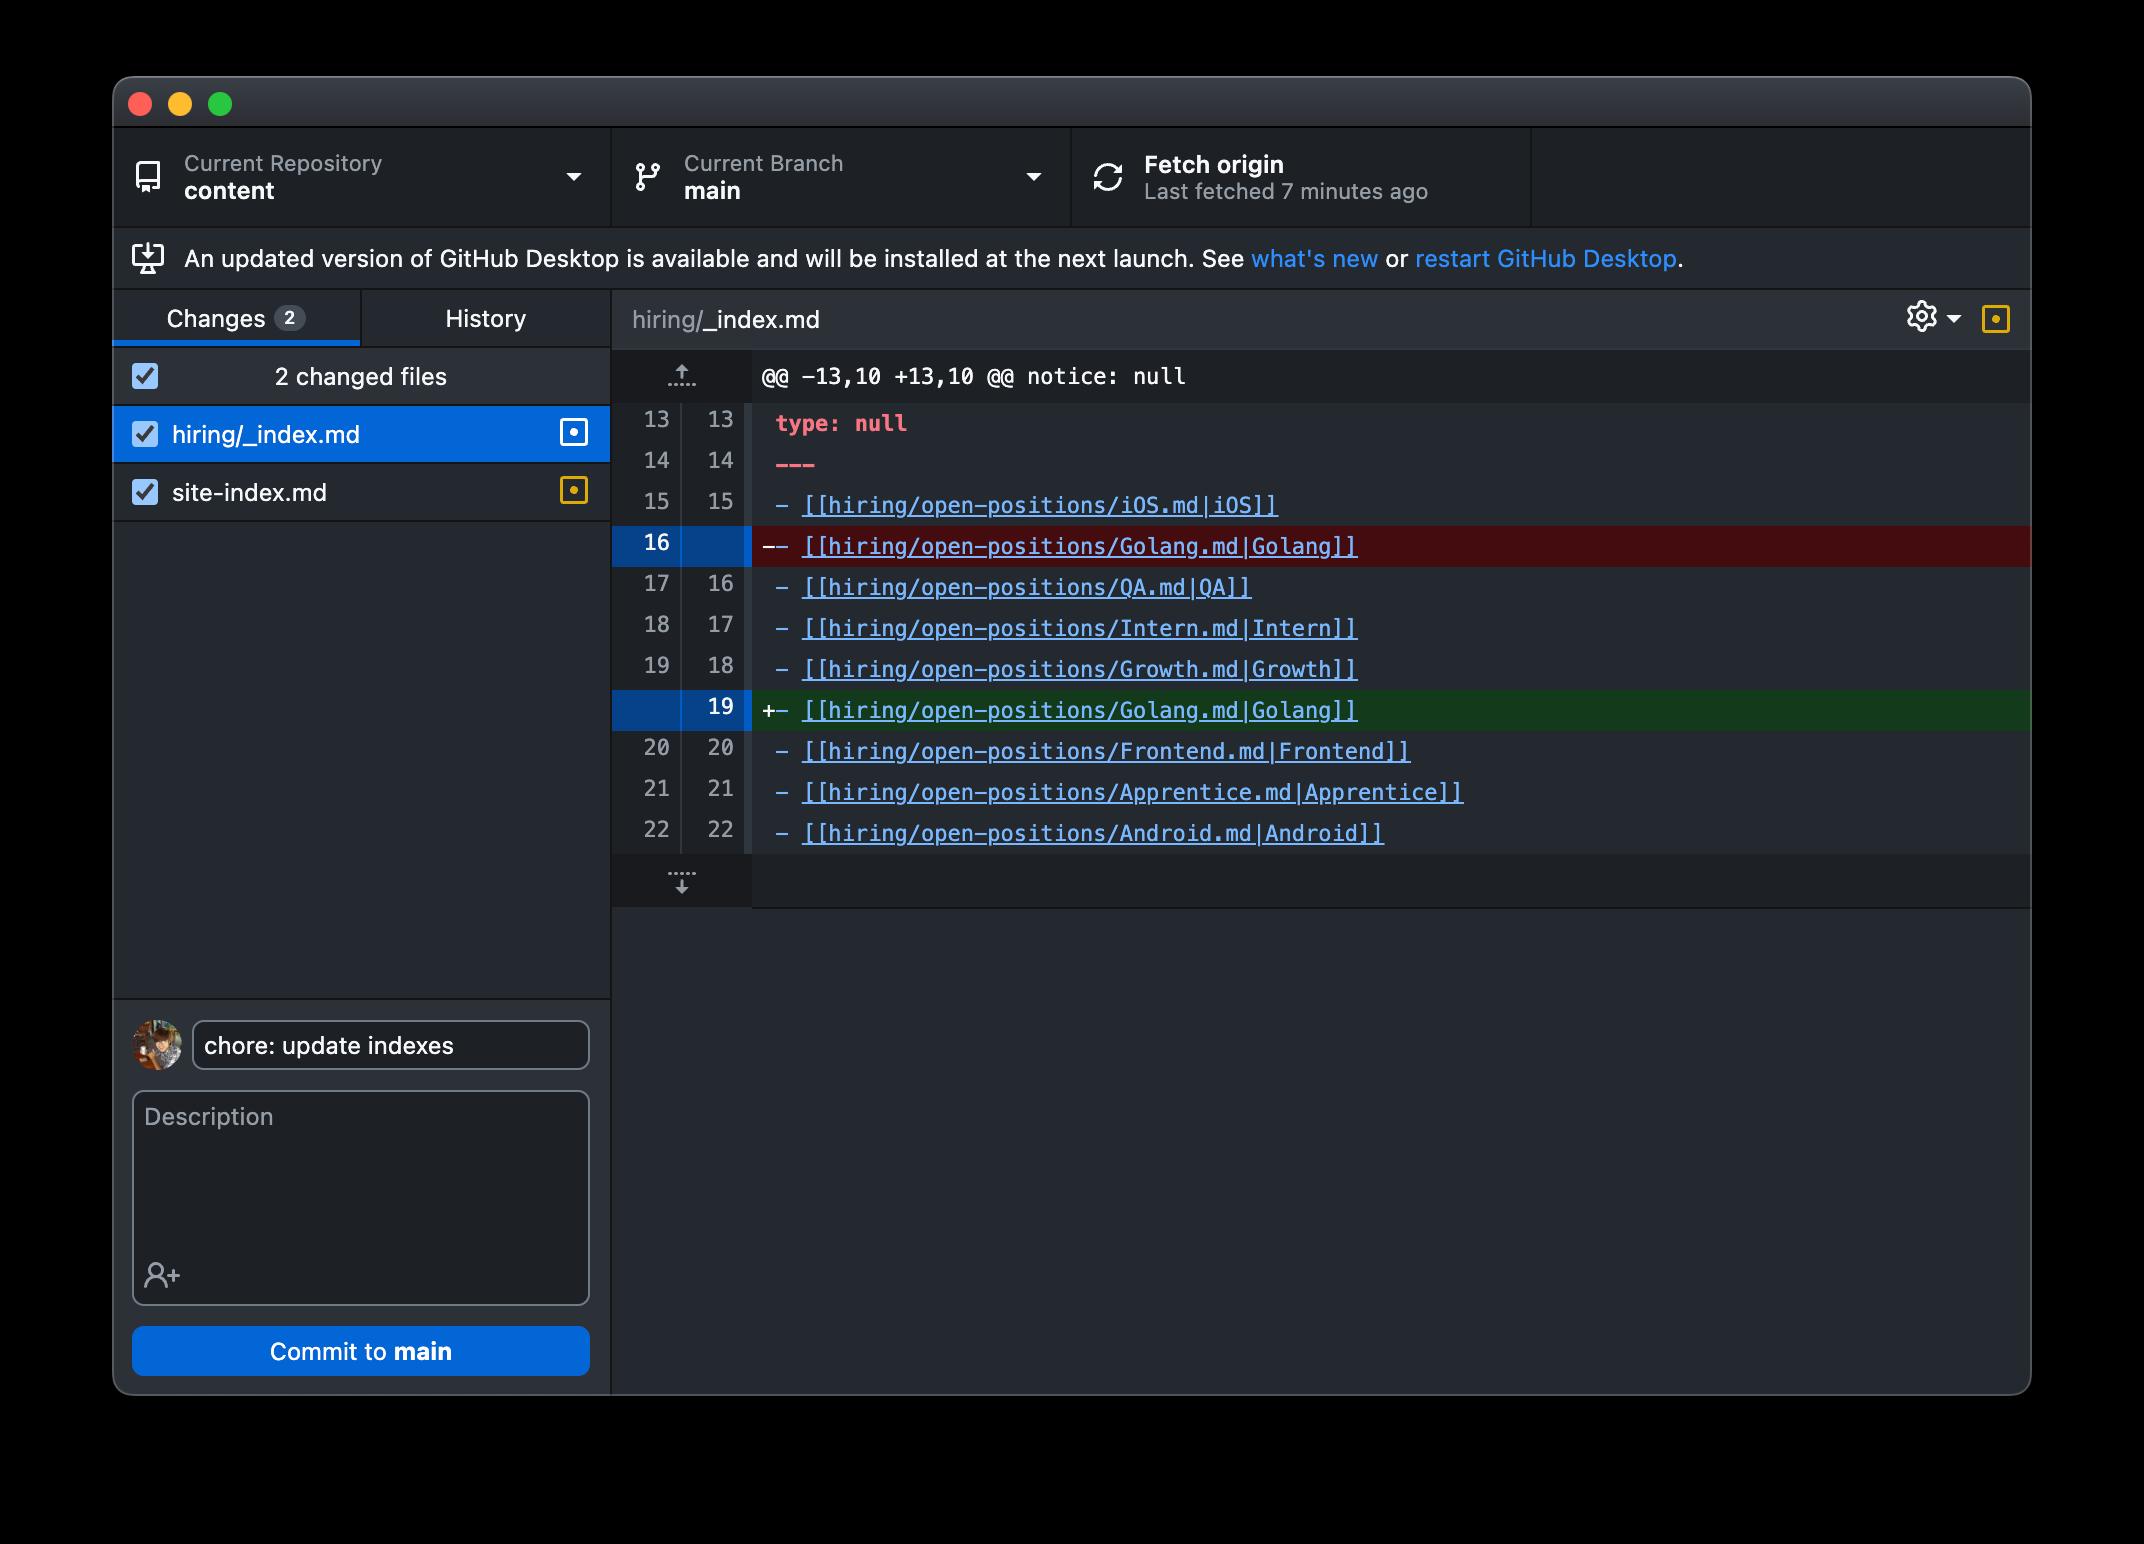 Current Repository
content
Current Branch
main
Fetch origin
Last fetched 7 minutes ago
An updated version of GitHub Desktop is available and will be installed at the next launch. See what's new or restart GitHub Desktop.
Changes 2
History
2 changed files
hiring/_index.md
site-index.md
chore: update indexes
Description
Commit to main
hiring/_index.md
@@ -13,10 +13,10 @@ notice: null
13 13 type: null
14 14 ---
15 15 - [[hiring/open-positions/iOS.md|iOS]]
16 -- [[hiring/open-positions/Golang.md|Golang]]
17 16 - [[hiring/open-positions/QA.md|QA]]
18 17 - [[hiring/open-positions/Intern.md|Intern]]
19 18 - [[hiring/open-positions/Growth.md|Growth]]
19 +- [[hiring/open-positions/Golang.md|Golang]]
20 20 - [[hiring/open-positions/Frontend.md|Frontend]]
21 21 - [[hiring/open-positions/Apprentice.md|Apprentice]]
22 22 - [[hiring/open-positions/Android.md|Android]]